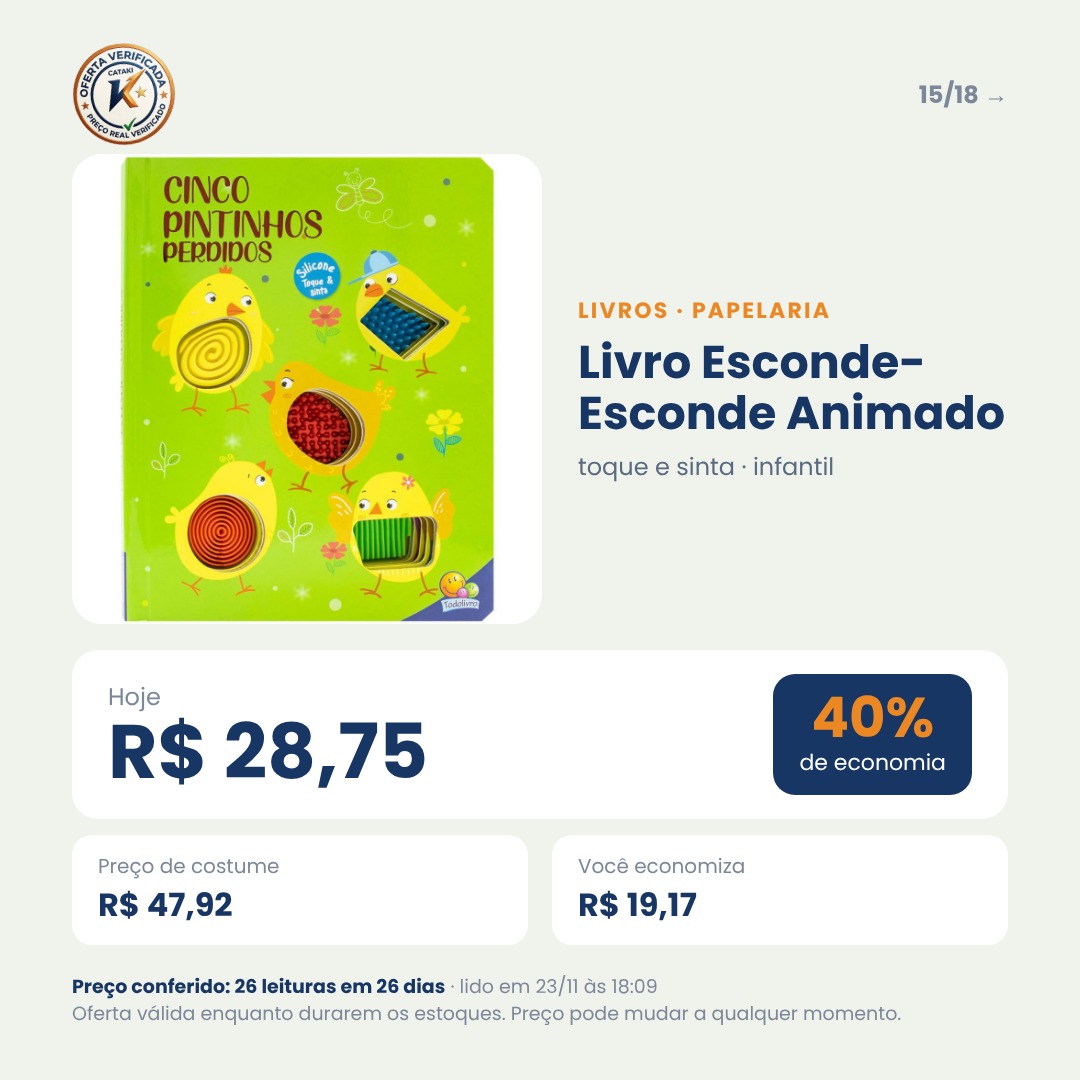 OFERTA VERIFICADA
CATAKI
K
PREÇO REAL VERIFICADO
15/18 →
CINCO
PINTINHOS
PERDIDOS
Silicone
Toque &
sinta
Todolivro
LIVROS · PAPELARIA
Livro Esconde-
Esconde Animado
toque e sinta · infantil
Hoje
R$ 28,75
40%
de economia
Preço de costume
R$ 47,92
Você economiza
R$ 19,17
Preço conferido: 26 leituras em 26 dias · lido em 23/11 às 18:09
Oferta válida enquanto durarem os estoques. Preço pode mudar a qualquer momento.